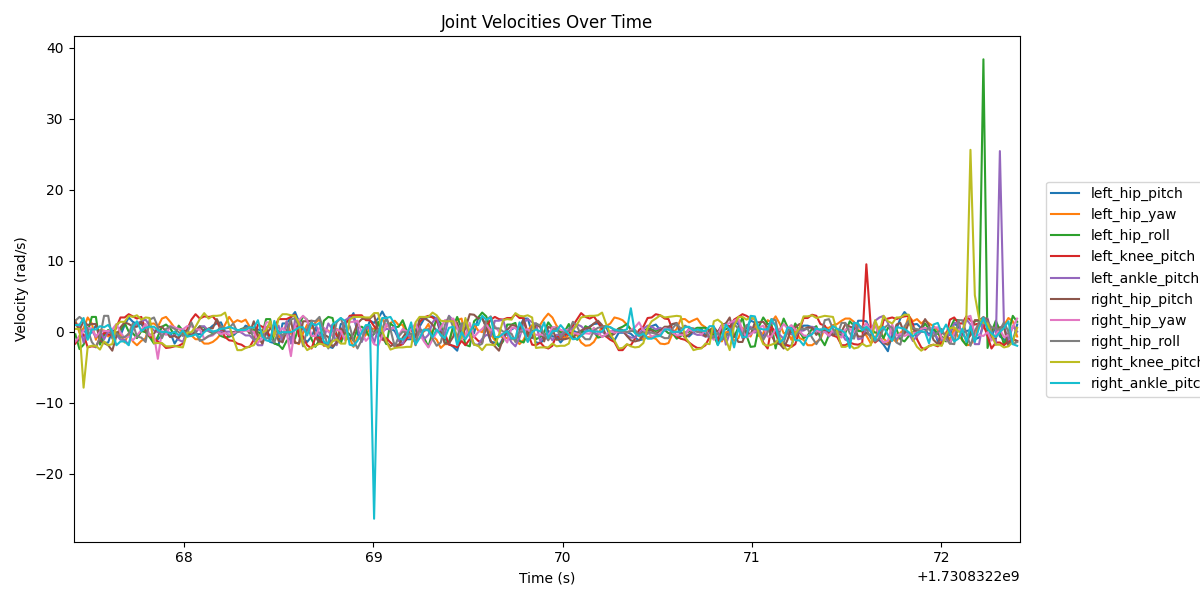 Joint Velocities Over Time
40
30
20
10
0
−10
−20
Velocity (rad/s)
68
69
70
71
72
Time (s)
+1.7308322e9
left_hip_pitch
left_hip_yaw
left_hip_roll
left_knee_pitch
left_ankle_pitch
right_hip_pitch
right_hip_yaw
right_hip_roll
right_knee_pitch
right_ankle_pitc